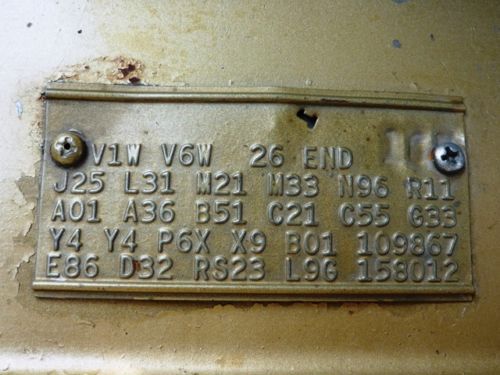 V1W V6W 26 END
J25 L31 M21 M33 N96 R11
A01 A36 B51 C21 C55 G33
Y4 Y4 P6X X9 B01 109867
E86 D32 RS23 L9G 158012